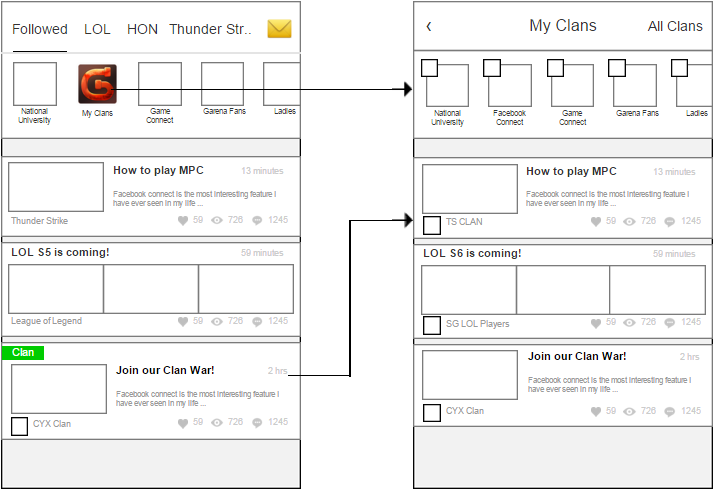 Followed LOL HON Thunder Stri..
National University
My Clans
Game Connect
Garena Fans
Ladies
How to play MPC 13 minutes
Facebook connect is the most interesting feature I
have ever seen in my life ...
Thunder Strike 59 726 1245
LOL S5 is coming! 59 minutes
League of Legend 59 726 1245
Clan
Join our Clan War! 2 hrs
Facebook connect is the most interesting feature I
have ever seen in my life ...
CYX Clan 59 726 1245
‹ My Clans All Clans
National University
Facebook Connect
Game Connect
Garena Fans
Ladies
How to play MPC 13 minutes
Facebook connect is the most interesting feature I
have ever seen in my life ...
TS CLAN 59 726 1245
LOL S6 is coming! 59 minutes
SG LOL Players 59 726 1245
Join our Clan War! 2 hrs
Facebook connect is the most interesting feature I
have ever seen in my life ...
CYX Clan 59 726 1245